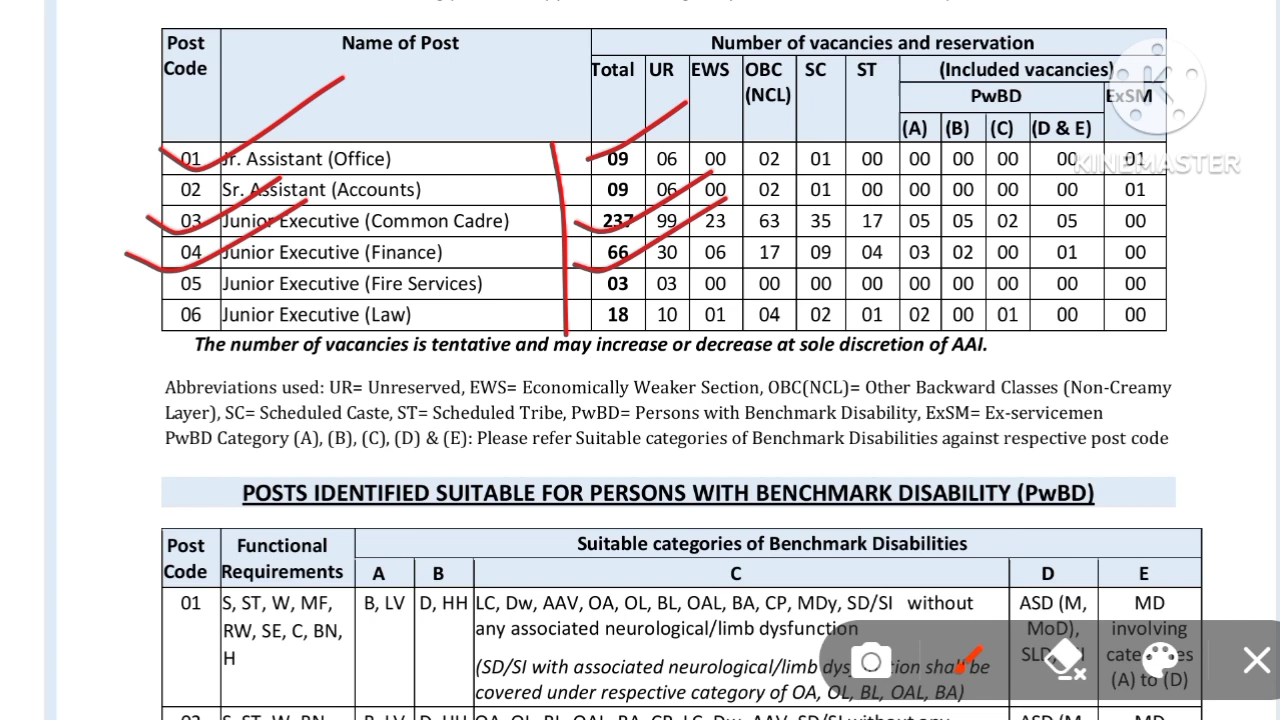 Post Code | Name of Post | Number of vacancies and reservation
Total | UR | EWS | OBC (NCL) | SC | ST | (Included vacancies)
PwBD | ExSM
(A) | (B) | (C) | (D & E)
01 | Jr. Assistant (Office) | 09 | 06 | 00 | 02 | 01 | 00 | 00 | 00 | 00 | 00 | 01
02 | Sr. Assistant (Accounts) | 09 | 06 | 00 | 02 | 01 | 00 | 00 | 00 | 00 | 00 | 01
03 | Junior Executive (Common Cadre) | 237 | 99 | 23 | 63 | 35 | 17 | 05 | 05 | 02 | 05 | 00
04 | Junior Executive (Finance) | 66 | 30 | 06 | 17 | 09 | 04 | 03 | 02 | 00 | 01 | 00
05 | Junior Executive (Fire Services) | 03 | 03 | 00 | 00 | 00 | 00 | 00 | 00 | 00 | 00 | 00
06 | Junior Executive (Law) | 18 | 10 | 01 | 04 | 02 | 01 | 02 | 00 | 01 | 00 | 00
KINEMASTER
The number of vacancies is tentative and may increase or decrease at sole discretion of AAI.
Abbreviations used: UR= Unreserved, EWS= Economically Weaker Section, OBC(NCL)= Other Backward Classes (Non-Creamy
Layer), SC= Scheduled Caste, ST= Scheduled Tribe, PwBD= Persons with Benchmark Disability, ExSM= Ex-servicemen
PwBD Category (A), (B), (C), (D) & (E): Please refer Suitable categories of Benchmark Disabilities against respective post code
POSTS IDENTIFIED SUITABLE FOR PERSONS WITH BENCHMARK DISABILITY (PwBD)
Post Code | Functional Requirements | Suitable categories of Benchmark Disabilities
A | B | C | D | E
01 | S, ST, W, MF, | B, LV | D, HH | LC, Dw, AAV, OA, OL, BL, OAL, BA, CP, MDy, SD/SI without | ASD (M, | MD
RW, SE, C, BN, | any associated neurological/limb dysfunction | MoD), | involving
H | (SD/SI with associated neurological/limb dysfunction shall be | SLD, | categories
covered under respective category of OA, OL, BL, OAL, BA) | (A) to (D)